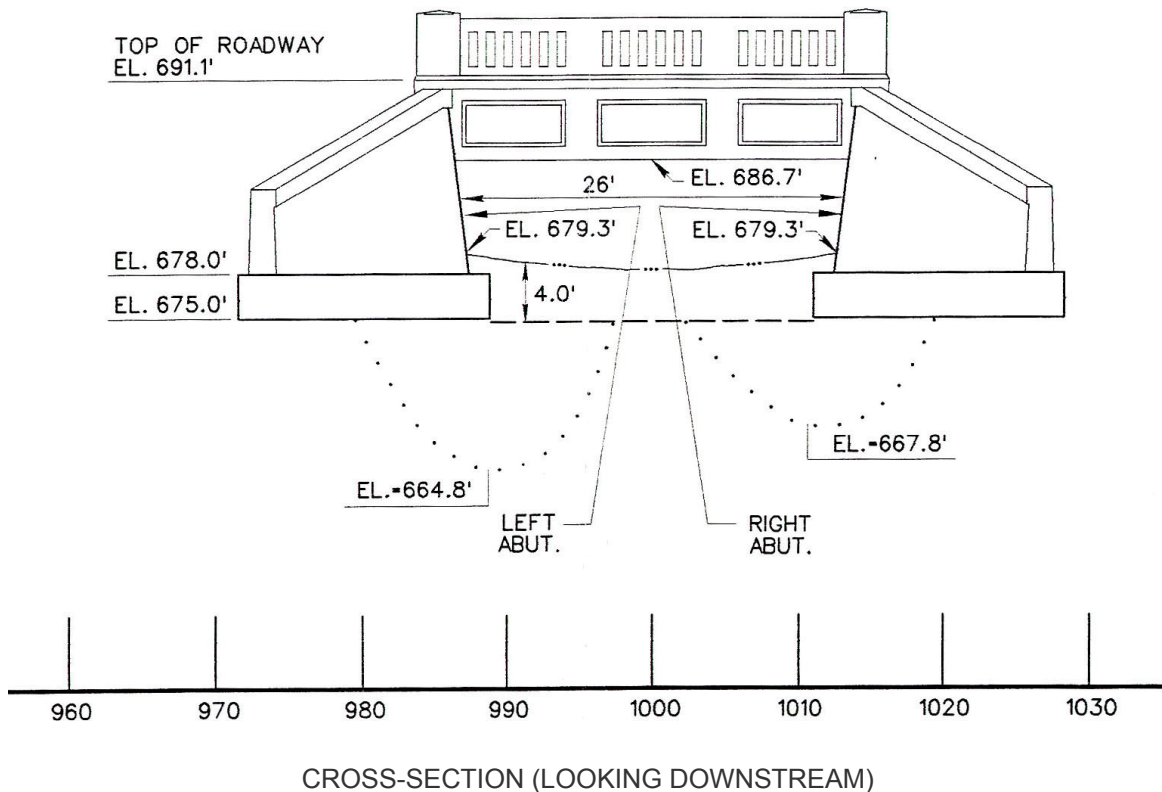 TOP OF ROADWAY
EL. 691.1'
EL. 686.7'
26'
EL. 679.3'
EL. 679.3'
EL. 678.0'
4.0'
EL. 675.0'
EL.=667.8'
EL.=664.8'
LEFT
ABUT.
RIGHT
ABUT.
960 970 980 990 1000 1010 1020 1030
CROSS-SECTION (LOOKING DOWNSTREAM)